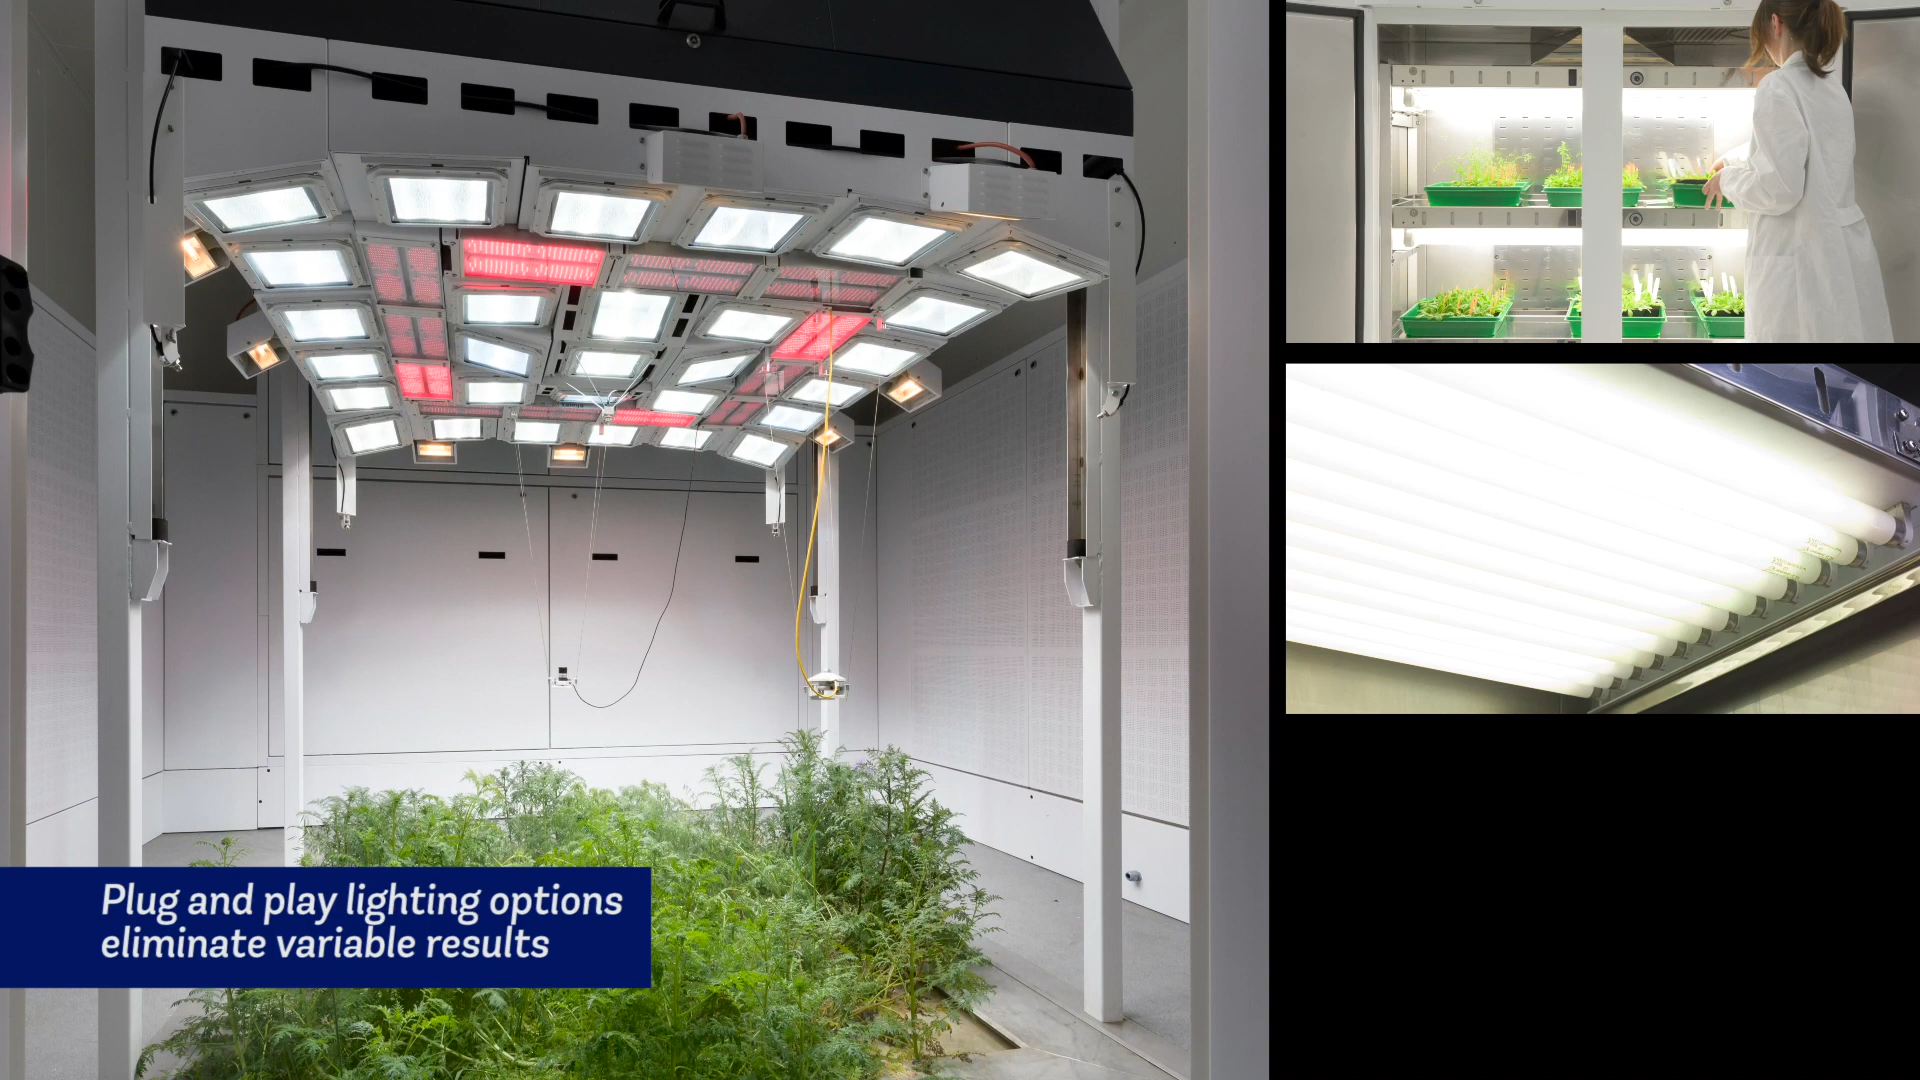 Plug and play lighting options
eliminate variable results